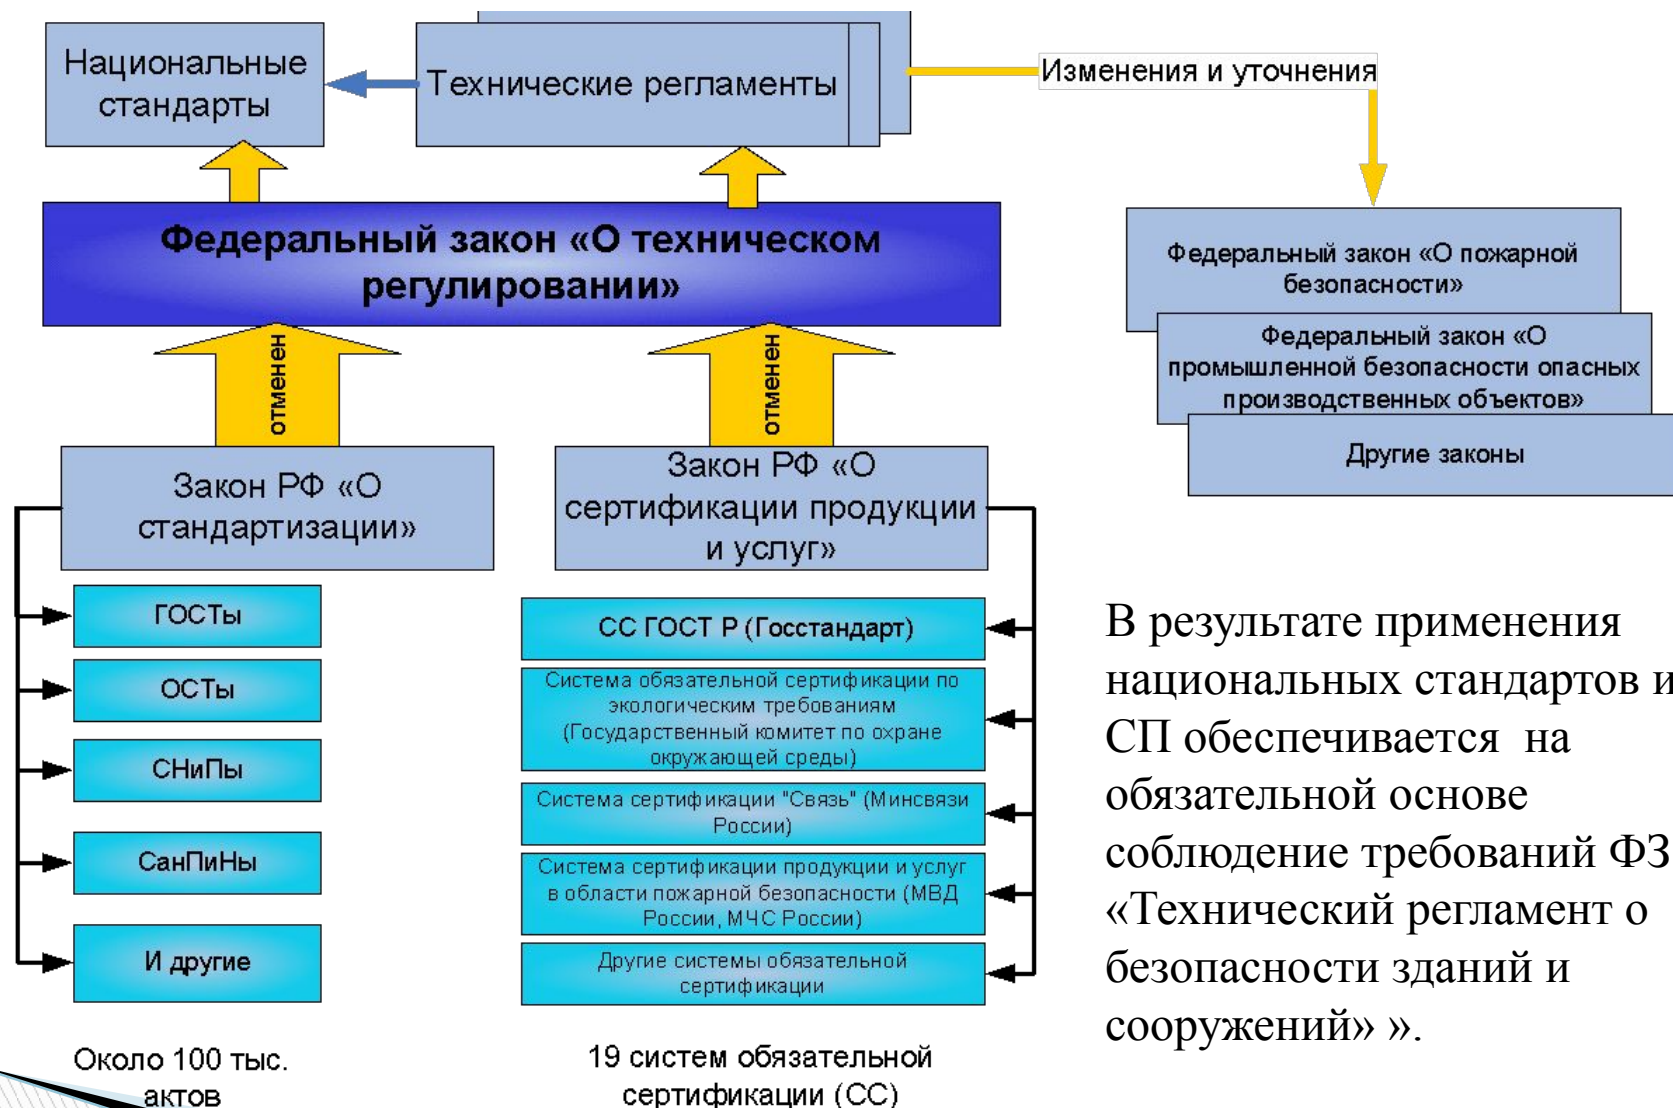 Национальные
стандарты
Технические регламенты
Изменения и уточнения
Федеральный закон «О техническом
регулировании»
Федеральный закон «О пожарной
безопасности»
Федеральный закон «О
промышленной безопасности опасных
производственных объектов»
Другие законы
отменен
отменен
Закон РФ «О
стандартизации»
Закон РФ «О
сертификации продукции
и услуг»
ГОСТы
ОСТы
СНиПы
СанПиНы
И другие
Около 100 тыс.
актов
СС ГОСТ Р (Госстандарт)
Система обязательной сертификации по
экологическим требованиям
(Государственный комитет по охране
окружающей среды)
Система сертификации "Связь" (Минсвязи
России)
Система сертификации продукции и услуг
в области пожарной безопасности (МВД
России, МЧС России)
Другие системы обязательной
сертификации
19 систем обязательной
сертификации (СС)
В результате применения
национальных стандартов и
СП обеспечивается на
обязательной основе
соблюдение требований ФЗ
«Технический регламент о
безопасности зданий и
сооружений» ».